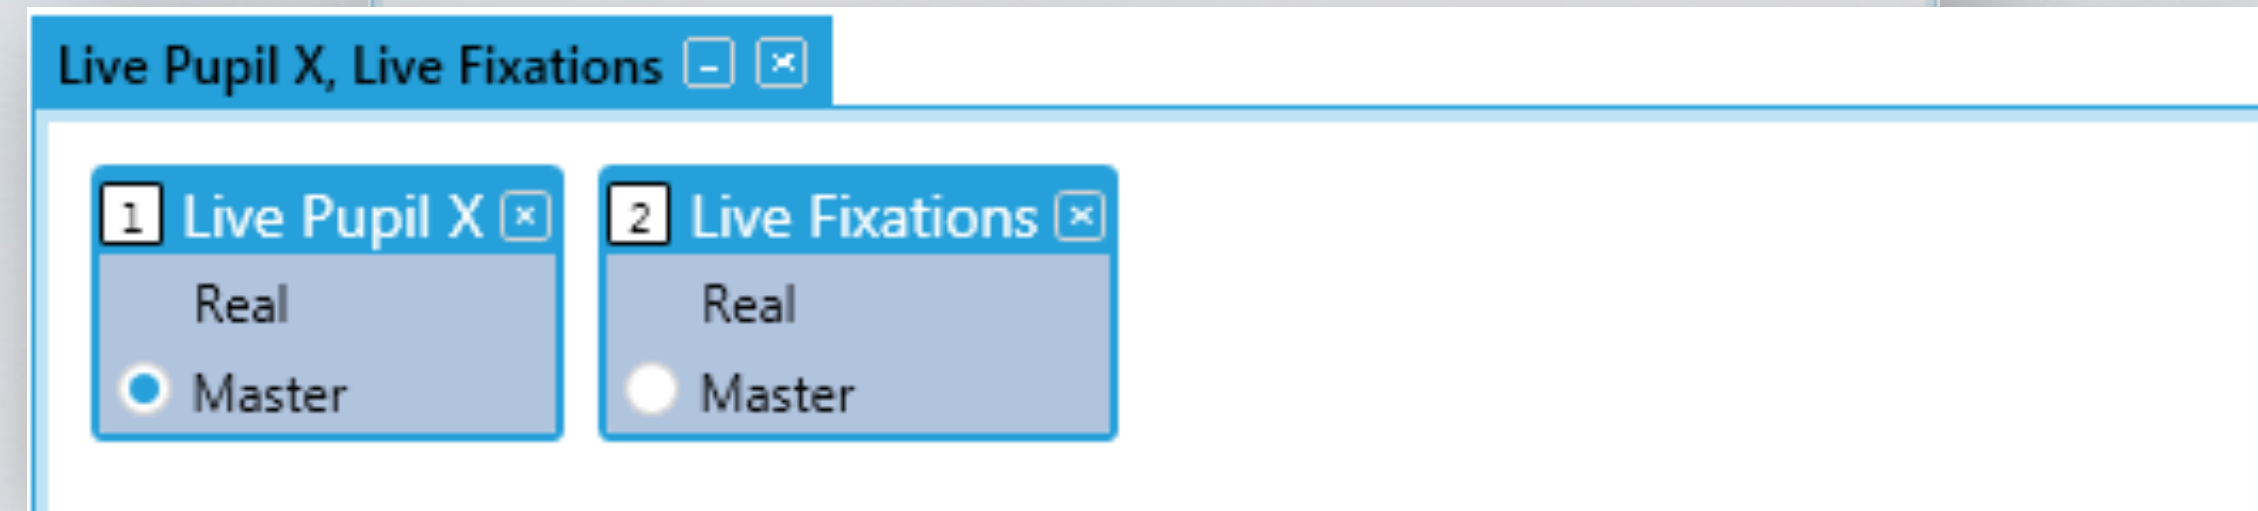 Live Pupil X, Live Fixations
1 Live Pupil X
Real
Master
2 Live Fixations
Real
Master